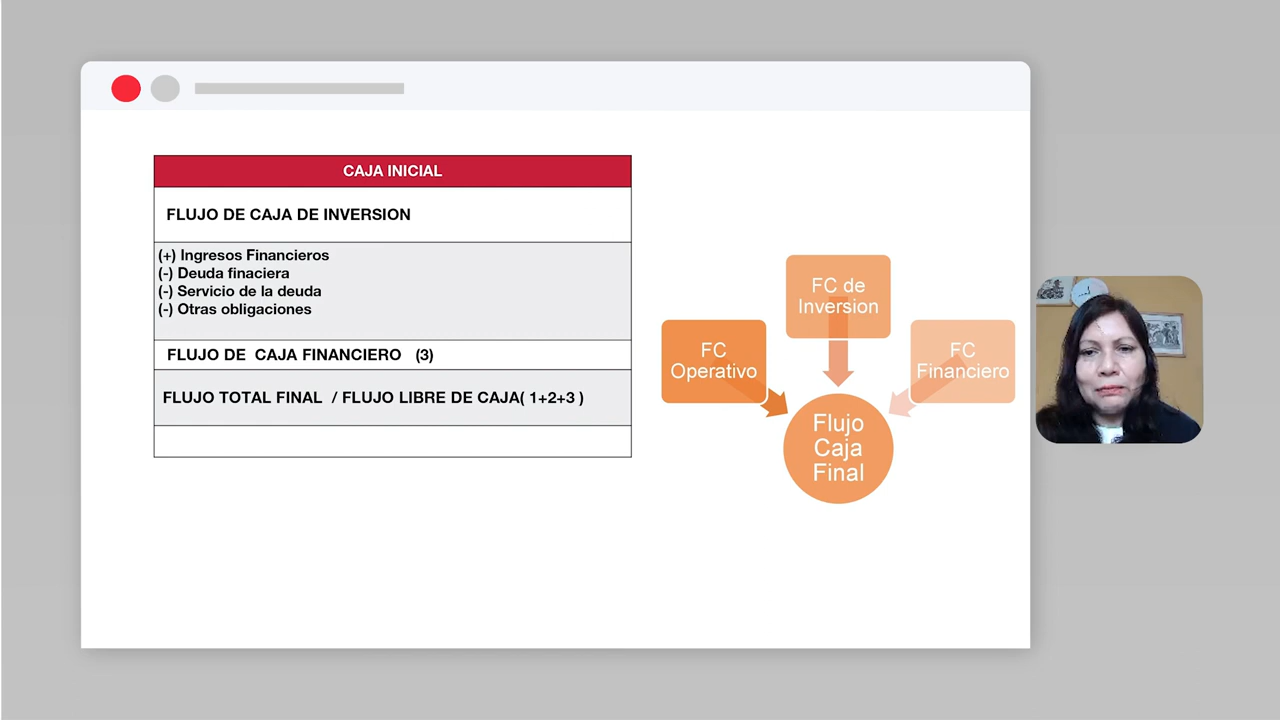 CAJA INICIAL
FLUJO DE CAJA DE INVERSION
(+) Ingresos Financieros
(-) Deuda finaciera
(-) Servicio de la deuda
(-) Otras obligaciones
FLUJO DE CAJA FINANCIERO (3)
FLUJO TOTAL FINAL / FLUJO LIBRE DE CAJA( 1+2+3 )
FC de
Inversion
FC
Operativo
FC
Financiero
Flujo
Caja
Final